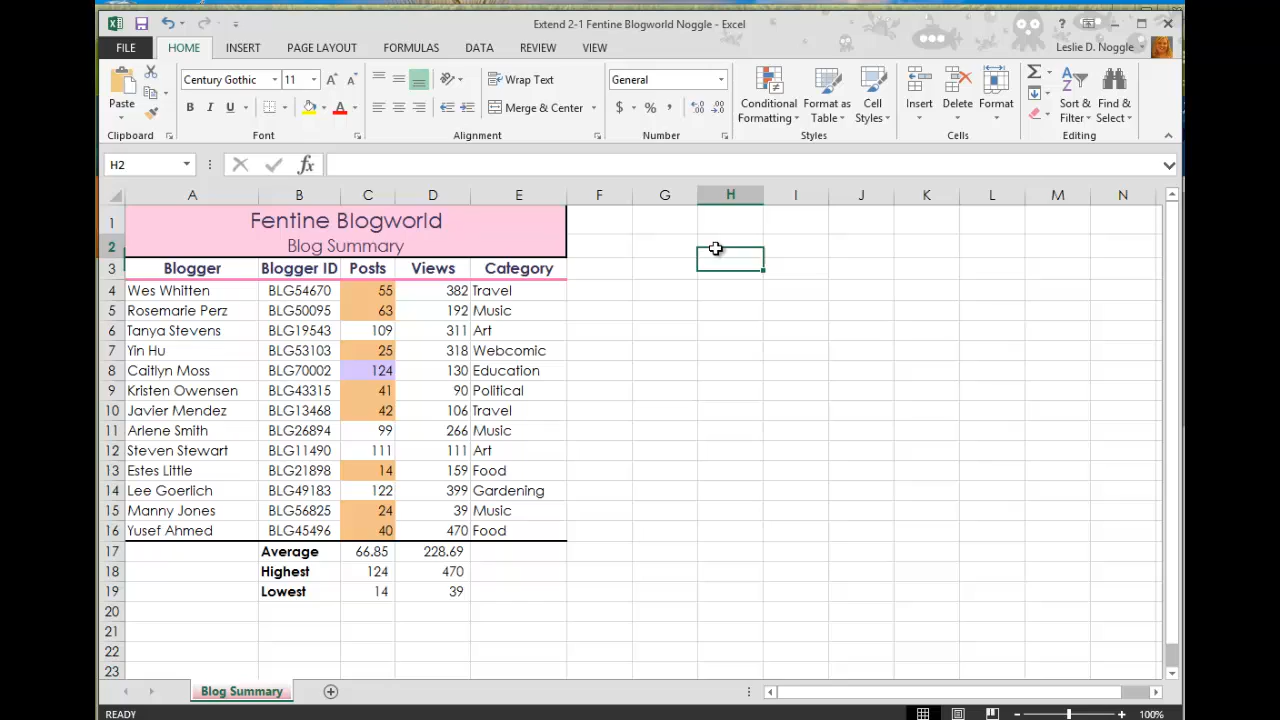 Extend 2-1 Fentine Blogworld Noggle - Excel
FILE HOME INSERT PAGE LAYOUT FORMULAS DATA REVIEW VIEW Leslie D. Noggle
Paste
Clipboard
Century Gothic 11
B I U A
Font
Wrap Text
Merge & Center
Alignment
General
$ % ,
Number
Conditional Formatting
Format as Table
Cell Styles
Styles
Insert Delete Format
Cells
Sort & Filter
Find & Select
Editing
H2 fx
A B C D E F G H I J K L M N
1 Fentine Blogworld
2 Blog Summary
3 Blogger Blogger ID Posts Views Category
4 Wes Whitten BLG54670 55 382 Travel
5 Rosemarie Perz BLG50095 63 192 Music
6 Tanya Stevens BLG19543 109 311 Art
7 Yin Hu BLG53103 25 318 Webcomic
8 Caitlyn Moss BLG70002 124 130 Education
9 Kristen Owensen BLG43315 41 90 Political
10 Javier Mendez BLG13468 42 106 Travel
11 Arlene Smith BLG26894 99 266 Music
12 Steven Stewart BLG11490 111 111 Art
13 Estes Little BLG21898 14 159 Food
14 Lee Goerlich BLG49183 122 399 Gardening
15 Manny Jones BLG56825 24 39 Music
16 Yusef Ahmed BLG45496 40 470 Food
17 Average 66.85 228.69
18 Highest 124 470
19 Lowest 14 39
20
21
22
23
Blog Summary
READY 100%